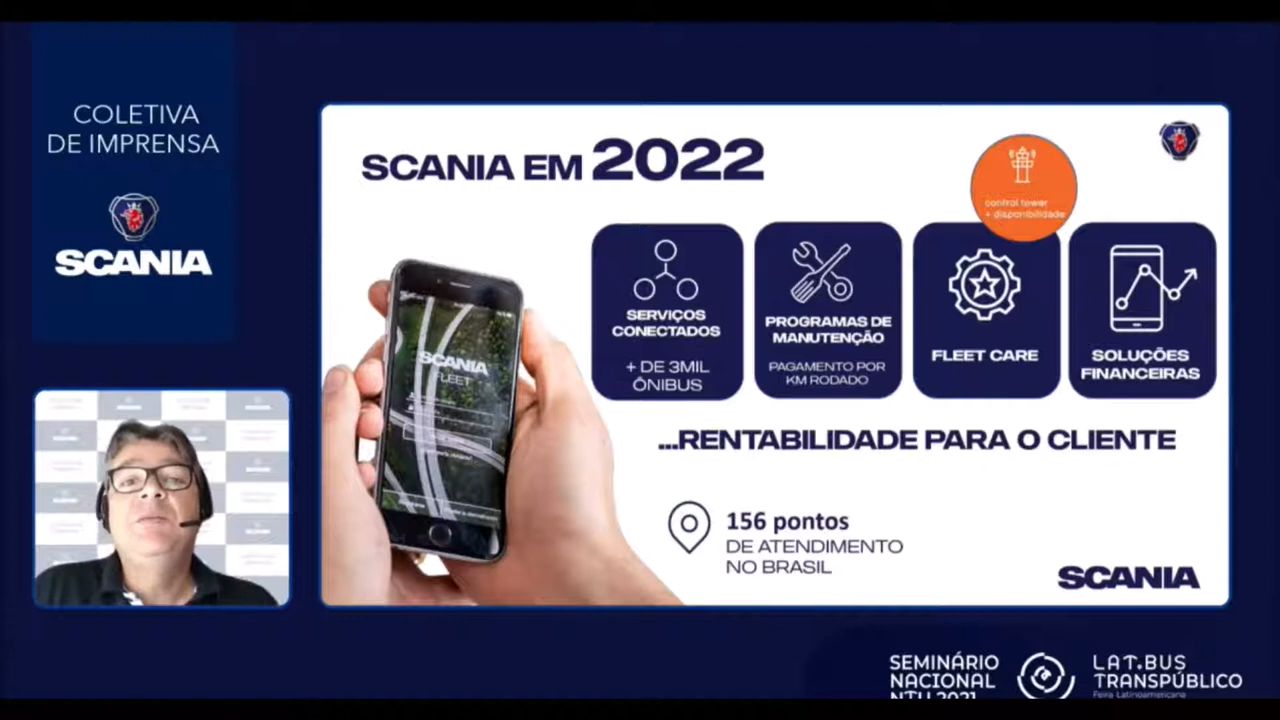 COLETIVA
DE IMPRENSA
SCANIA
SCANIA EM 2022
control tower
+ disponibilidade
SERVIÇOS
CONECTADOS
+ DE 3MIL
ÔNIBUS
PROGRAMAS DE
MANUTENÇÃO
PAGAMENTO POR
KM RODADO
FLEET CARE
SOLUÇÕES
FINANCEIRAS
SCANIA
FLEET
...RENTABILIDADE PARA O CLIENTE
156 pontos
DE ATENDIMENTO
NO BRASIL
SCANIA
SEMINÁRIO
NACIONAL
NTU 2021
LAT.BUS
TRANSPÚBLICO
Feira Latinoamericana